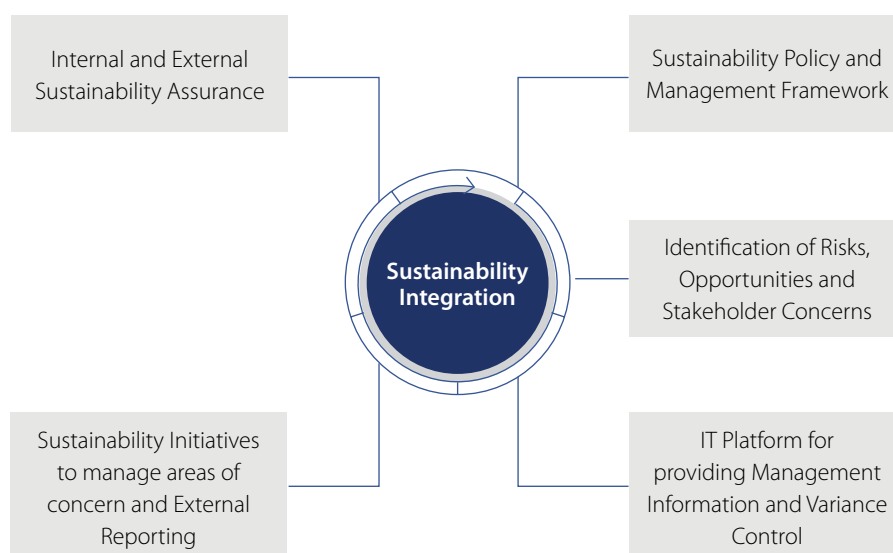 Internal and External
Sustainability Assurance
Sustainability Policy and
Management Framework
Sustainability
Integration
Identification of Risks,
Opportunities and
Stakeholder Concerns
Sustainability Initiatives
to manage areas of
concern and External
Reporting
IT Platform for
providing Management
Information and Variance
Control